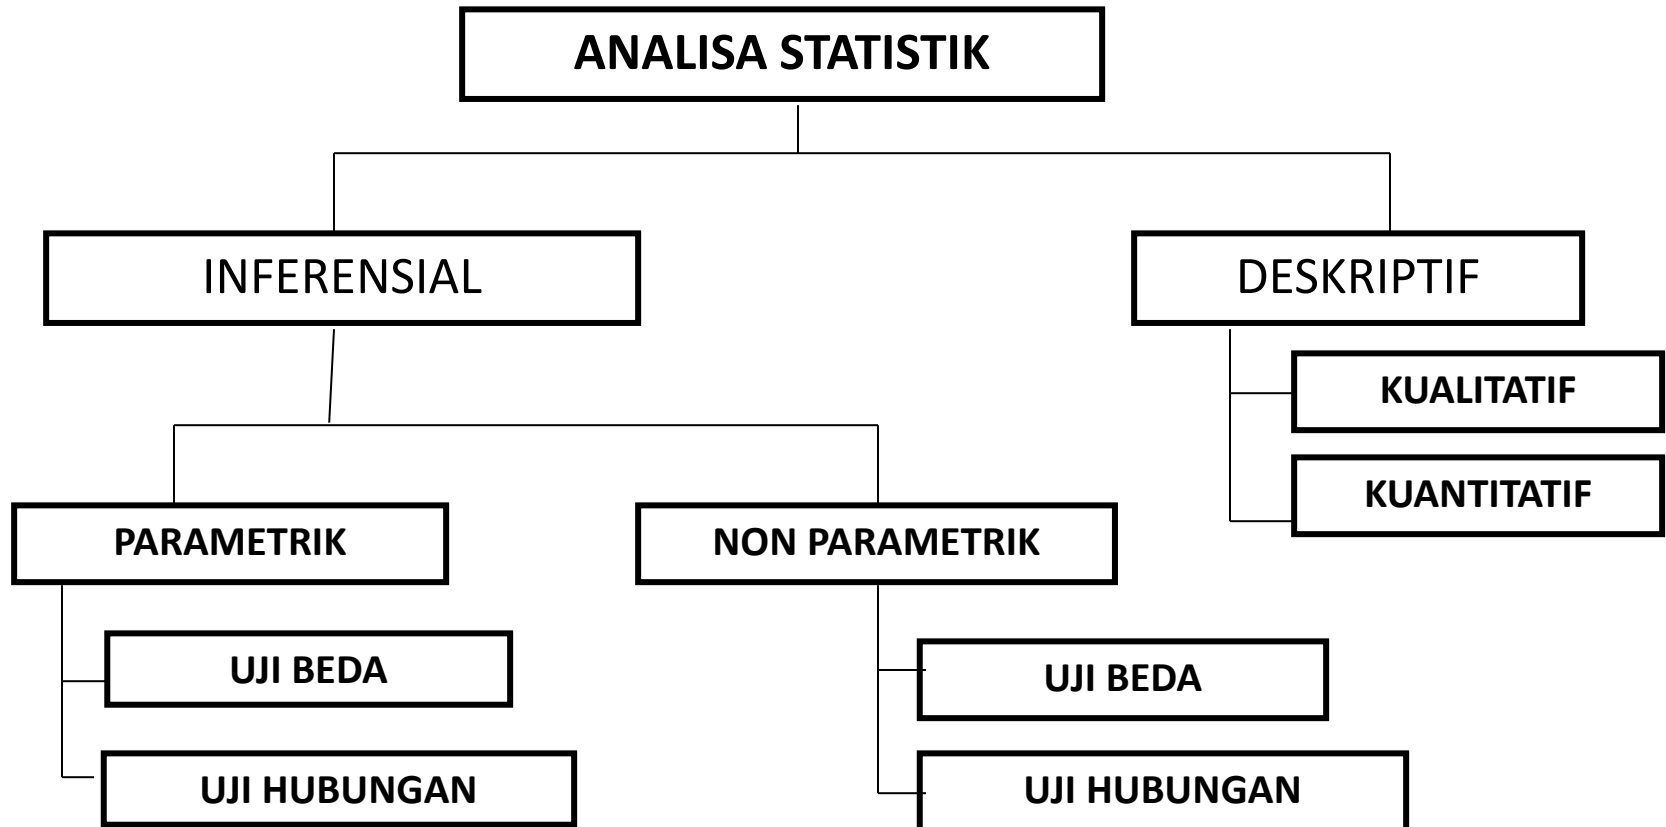 ANALISA STATISTIK
INFERENSIAL
DESKRIPTIF
KUALITATIF
KUANTITATIF
PARAMETRIK
NON PARAMETRIK
UJI BEDA
UJI BEDA
UJI HUBUNGAN
UJI HUBUNGAN